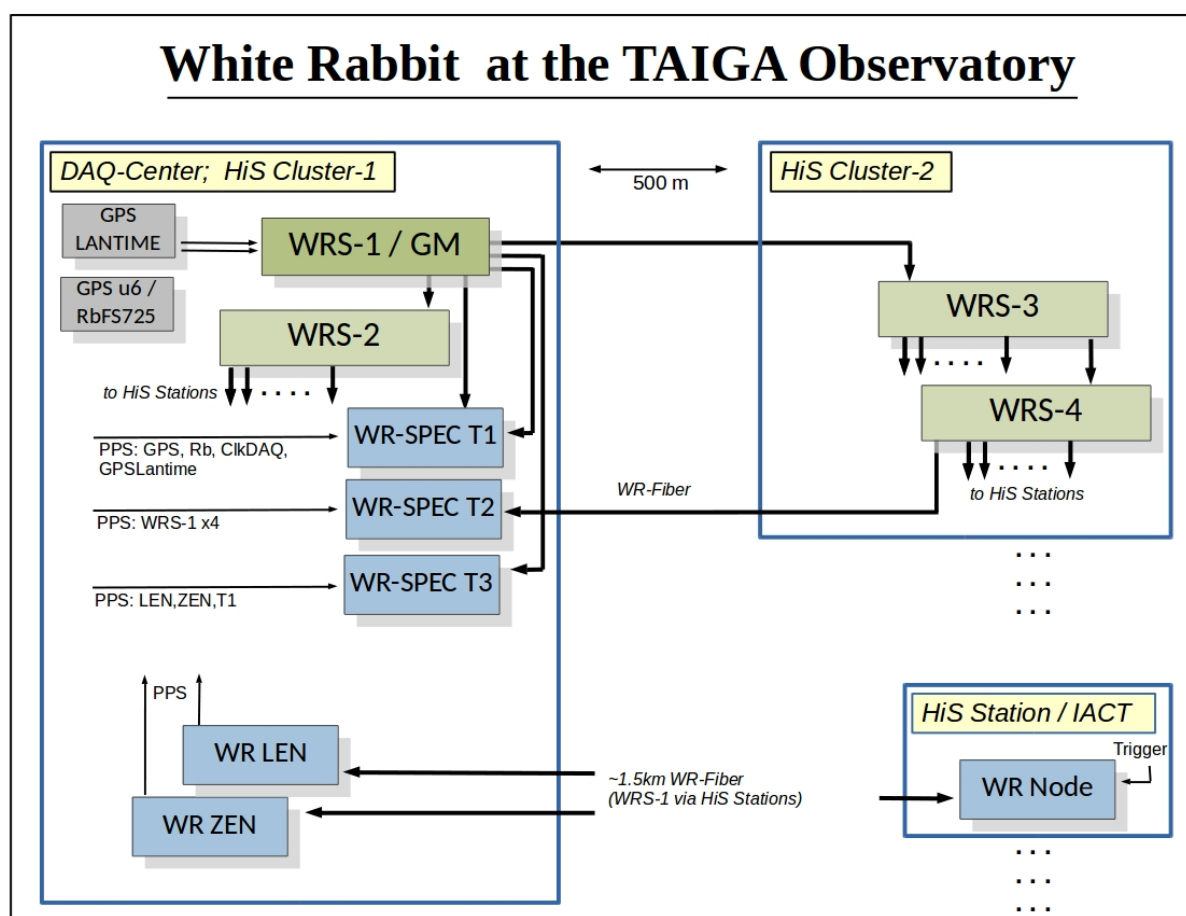 White Rabbit at the TAIGA Observatory
DAQ-Center; HiS Cluster-1
500 m
HiS Cluster-2
GPS
LANTIME
WRS-1 / GM
GPS u6 /
RbFS725
WRS-2
WRS-3
. . . .
to HiS Stations
. . . .
WRS-4
WR-SPEC T1
PPS: GPS, Rb, ClkDAQ,
GPSLantime
. . . .
to HiS Stations
WR-Fiber
WR-SPEC T2
PPS: WRS-1 x4
WR-SPEC T3
PPS: LEN,ZEN,T1
. . .
. . .
. . .
PPS
HiS Station / IACT
WR LEN
Trigger
WR Node
~1.5km WR-Fiber
(WRS-1 via HiS Stations)
WR ZEN
. . .
. . .
. . .